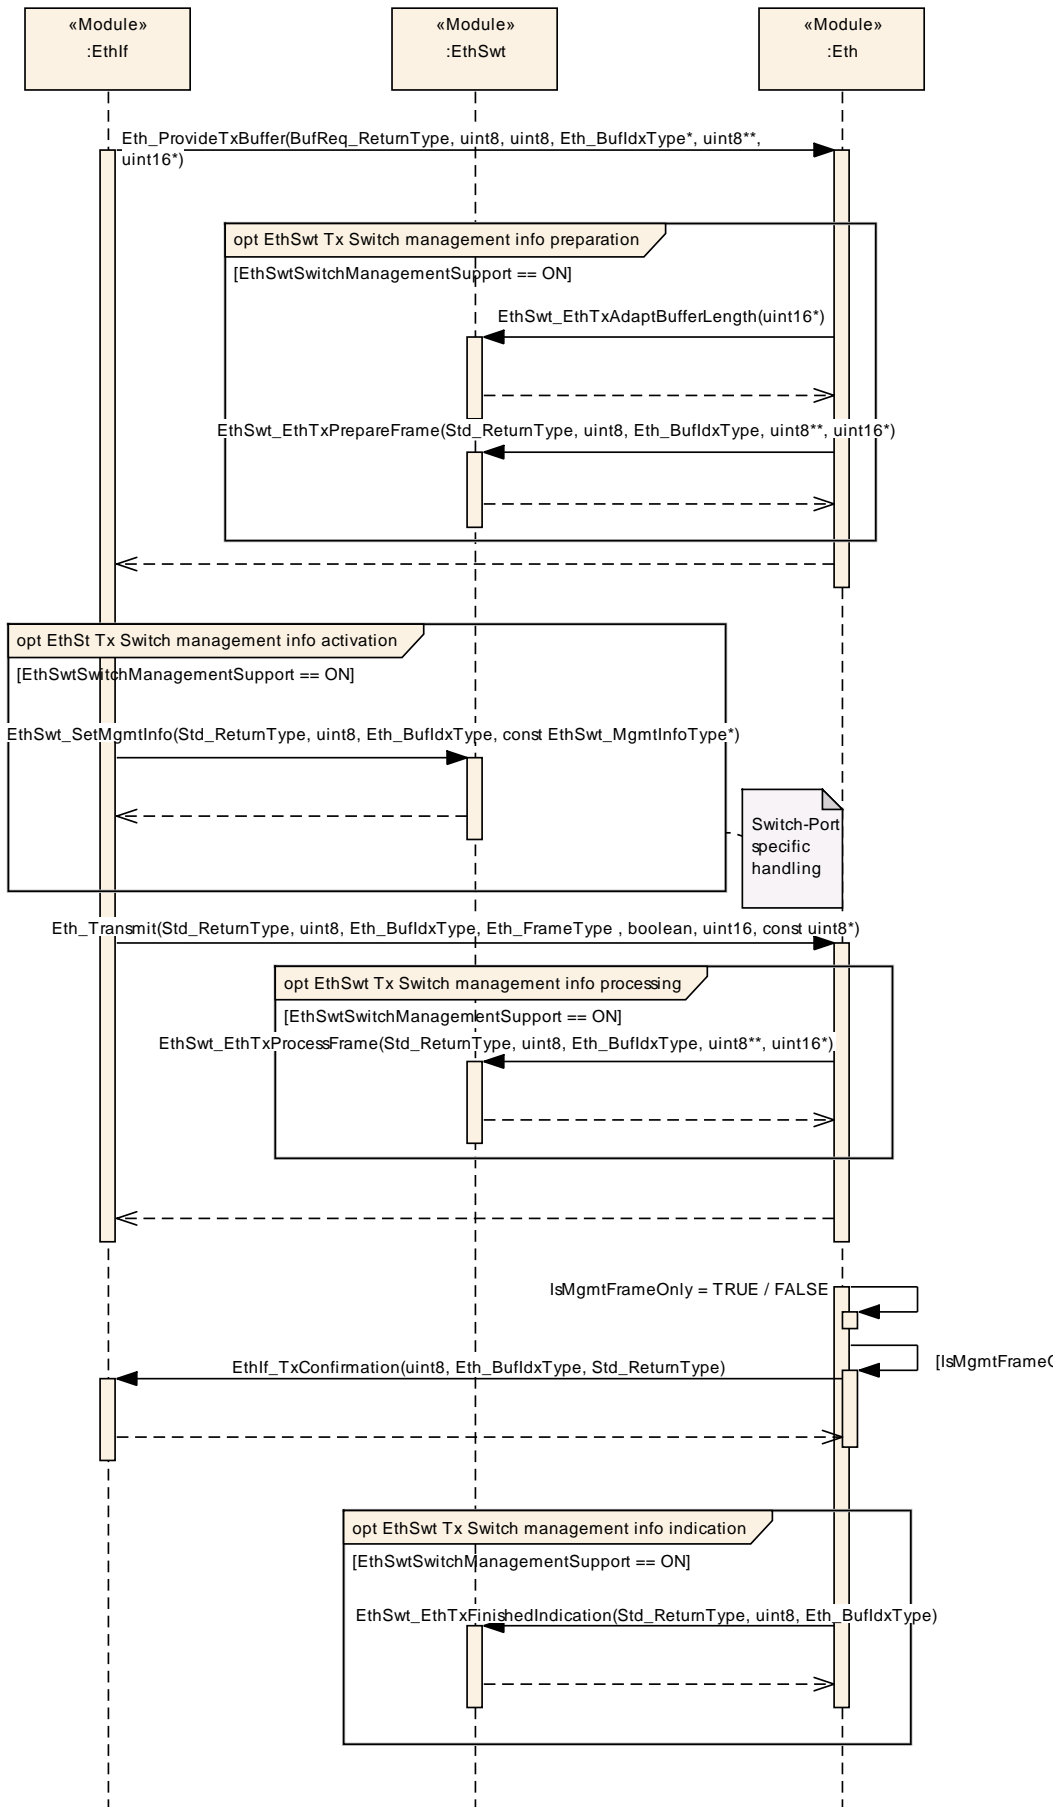 «Module»
:EthIf
«Module»
:EthSwt
«Module»
:Eth
Eth_ProvideTxBuffer(BufReq_ReturnType, uint8, uint8, Eth_BufIdxType*, uint8**,
uint16*)
opt EthSwt Tx Switch management info preparation
[EthSwtSwitchManagementSupport == ON]
EthSwt_EthTxAdaptBufferLength(uint16*)
EthSwt_EthTxPrepareFrame(Std_ReturnType, uint8, Eth_BufIdxType, uint8**, uint16*)
opt EthSt Tx Switch management info activation
[EthSwtSwitchManagementSupport == ON]
EthSwt_SetMgmtInfo(Std_ReturnType, uint8, Eth_BufIdxType, const EthSwt_MgmtInfoType*)
Switch-Port
specific
handling
Eth_Transmit(Std_ReturnType, uint8, Eth_BufIdxType, Eth_FrameType , boolean, uint16, const uint8*)
opt EthSwt Tx Switch management info processing
[EthSwtSwitchManagementSupport == ON]
EthSwt_EthTxProcessFrame(Std_ReturnType, uint8, Eth_BufIdxType, uint8**, uint16*)
IsMgmtFrameOnly = TRUE / FALSE
EthIf_TxConfirmation(uint8, Eth_BufIdxType, Std_ReturnType)
opt EthSwt Tx Switch management info indication
[EthSwtSwitchManagementSupport == ON]
EthSwt_EthTxFinishedIndication(Std_ReturnType, uint8, Eth_BufIdxType)